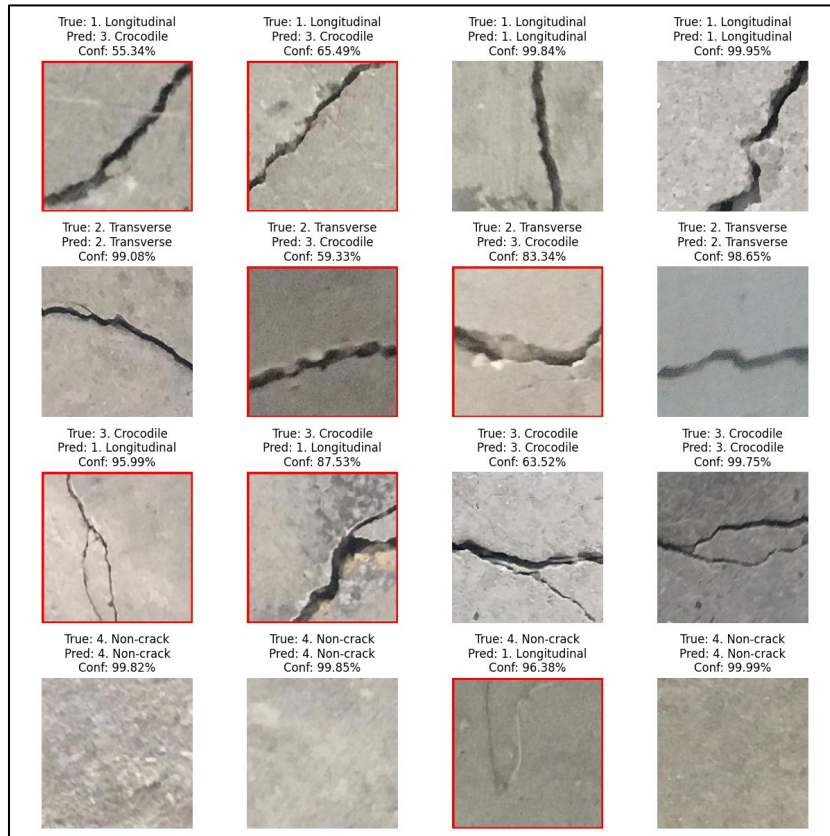 True: 1. Longitudinal
Pred: 3. Crocodile
Conf: 55.34%
True: 1. Longitudinal
Pred: 3. Crocodile
Conf: 65.49%
True: 1. Longitudinal
Pred: 1. Longitudinal
Conf: 99.84%
True: 1. Longitudinal
Pred: 1. Longitudinal
Conf: 99.95%
True: 2. Transverse
Pred: 2. Transverse
Conf: 99.08%
True: 2. Transverse
Pred: 3. Crocodile
Conf: 59.33%
True: 2. Transverse
Pred: 3. Crocodile
Conf: 83.34%
True: 2. Transverse
Pred: 2. Transverse
Conf: 98.65%
True: 3. Crocodile
Pred: 1. Longitudinal
Conf: 95.99%
True: 3. Crocodile
Pred: 1. Longitudinal
Conf: 87.53%
True: 3. Crocodile
Pred: 3. Crocodile
Conf: 63.52%
True: 3. Crocodile
Pred: 3. Crocodile
Conf: 99.75%
True: 4. Non-crack
Pred: 4. Non-crack
Conf: 99.82%
True: 4. Non-crack
Pred: 4. Non-crack
Conf: 99.85%
True: 4. Non-crack
Pred: 1. Longitudinal
Conf: 96.38%
True: 4. Non-crack
Pred: 4. Non-crack
Conf: 99.99%